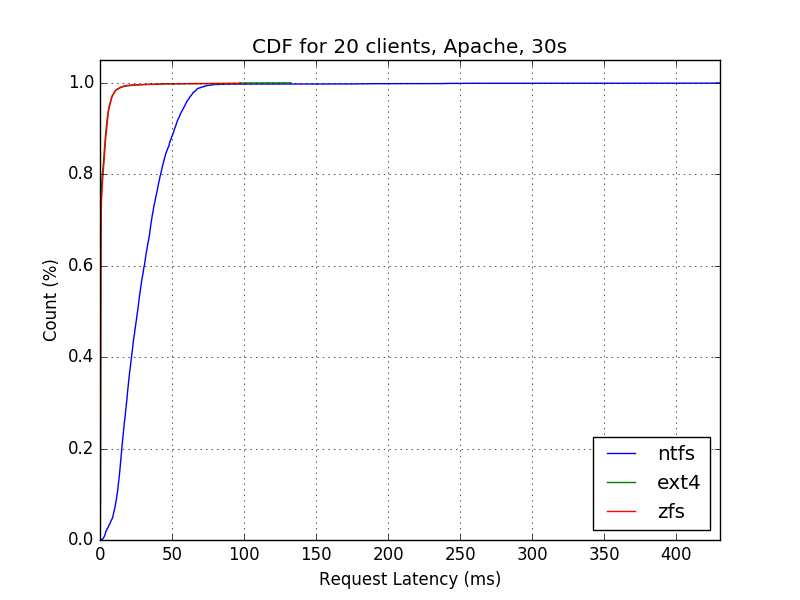 CDF for 20 clients, Apache, 30s
1.0
0.8
0.6
0.4
0.2
0.0
Count (%)
ntfs
ext4
zfs
0 50 100 150 200 250 300 350 400
Request Latency (ms)